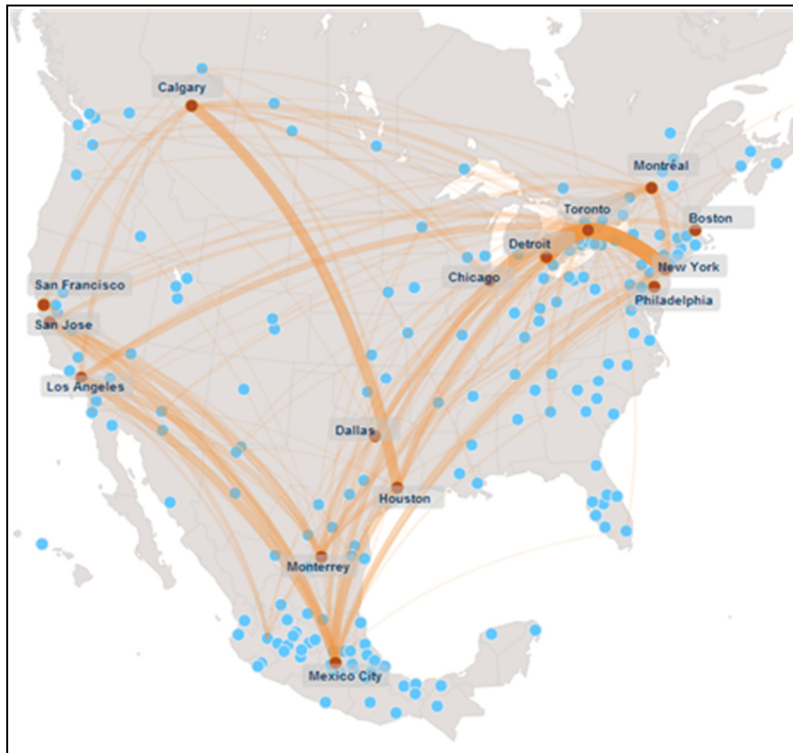 Calgary
Montréal
Toronto
Boston
Detroit
New York
Chicago
San Francisco
Philadelphia
San Jose
Los Angeles
Dallas
Houston
Monterrey
Mexico City